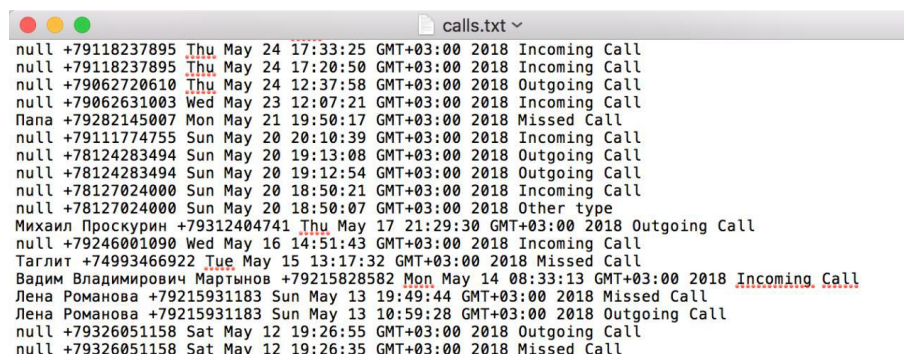 calls.txt
null +79118237895 Thu May 24 17:33:25 GMT+03:00 2018 Incoming Call
null +79118237895 Thu May 24 17:20:50 GMT+03:00 2018 Incoming Call
null +79062720610 Thu May 24 12:37:58 GMT+03:00 2018 Outgoing Call
null +79062631003 Wed May 23 12:07:21 GMT+03:00 2018 Incoming Call
Папа +79282145007 Mon May 21 19:50:17 GMT+03:00 2018 Missed Call
null +79111774755 Sun May 20 20:10:39 GMT+03:00 2018 Incoming Call
null +78124283494 Sun May 20 19:13:08 GMT+03:00 2018 Outgoing Call
null +78124283494 Sun May 20 19:12:54 GMT+03:00 2018 Outgoing Call
null +78127024000 Sun May 20 18:50:21 GMT+03:00 2018 Incoming Call
null +78127024000 Sun May 20 18:50:07 GMT+03:00 2018 Other type
Михаил Проскурин +79312404741 Thu May 17 21:29:30 GMT+03:00 2018 Outgoing Call
null +79246001090 Wed May 16 14:51:43 GMT+03:00 2018 Incoming Call
Таглит +74993466922 Tue May 15 13:17:32 GMT+03:00 2018 Missed Call
Вадим Владимирович Мартынов +79215828582 Mon May 14 08:33:13 GMT+03:00 2018 Incoming Call
Лена Романова +79215931183 Sun May 13 19:49:44 GMT+03:00 2018 Missed Call
Лена Романова +79215931183 Sun May 13 10:59:28 GMT+03:00 2018 Outgoing Call
null +79326051158 Sat May 12 19:26:55 GMT+03:00 2018 Outgoing Call
null +79326051158 Sat May 12 19:26:35 GMT+03:00 2018 Missed Call